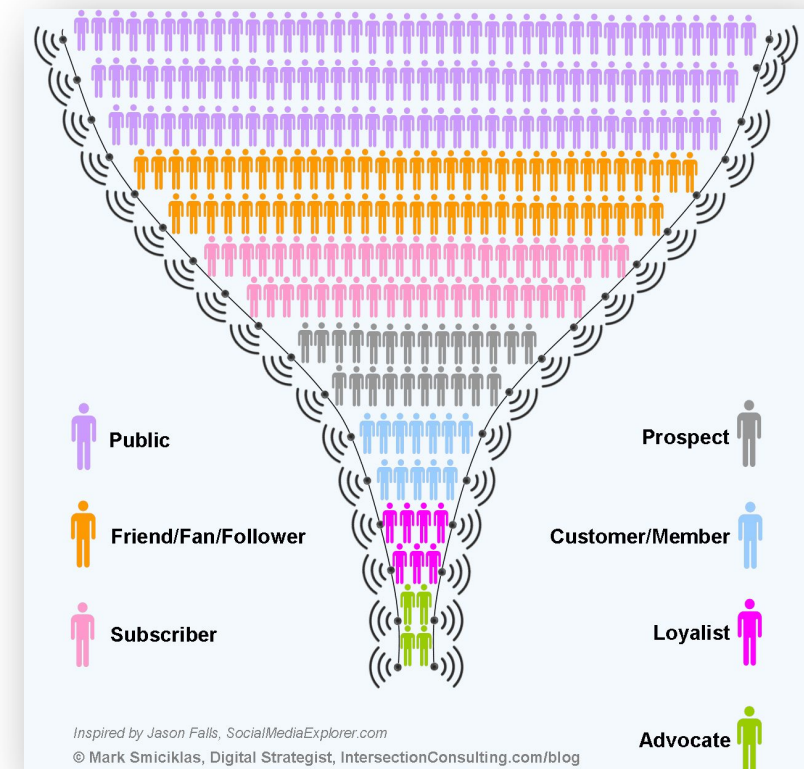 Public
Prospect
Friend/Fan/Follower
Customer/Member
Subscriber
Loyalist
Inspired by Jason Falls, SocialMediaExplorer.com
Advocate
© Mark Smiciklas, Digital Strategist, IntersectionConsulting.com/blog